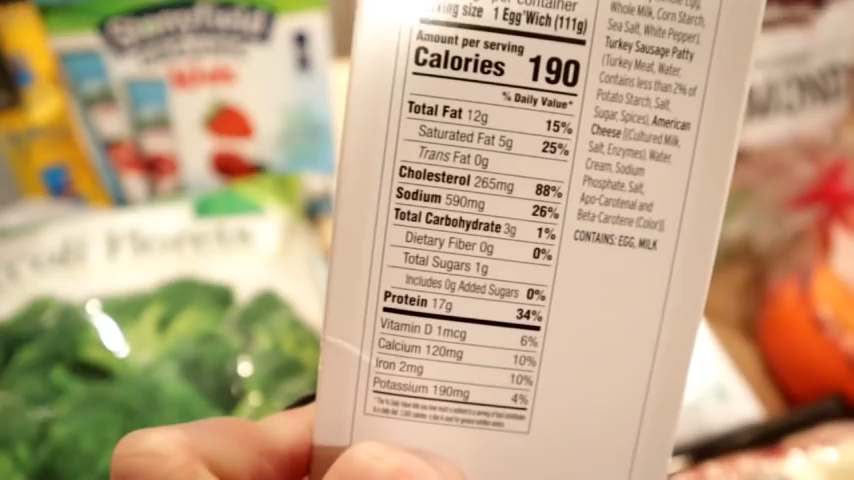 per container
serving size 1 Egg'Wich (111g)
Amount per serving
Calories 190
% Daily Value*
Total Fat 12g 15%
Saturated Fat 5g 25%
Trans Fat 0g
Cholesterol 265mg 88%
Sodium 590mg 26%
Total Carbohydrate 3g 1%
Dietary Fiber 0g 0%
Total Sugars 1g
Includes 0g Added Sugars 0%
Protein 17g 34%
Vitamin D 1mcg 6%
Calcium 120mg 10%
Iron 2mg 10%
Potassium 190mg 4%
Whole Milk, Corn Starch,
Sea Salt, White Pepper),
Turkey Sausage Patty
(Turkey Meat, Water,
Contains less than 2% of
Potato Starch, Salt,
Sugar, Spices), American
Cheese [(Cultured Milk,
Salt, Enzymes), Water,
Cream, Sodium
Phosphate, Salt,
Apo-Carotenal and
Beta-Carotene (Color)].
CONTAINS: EGG, MILK
Florets